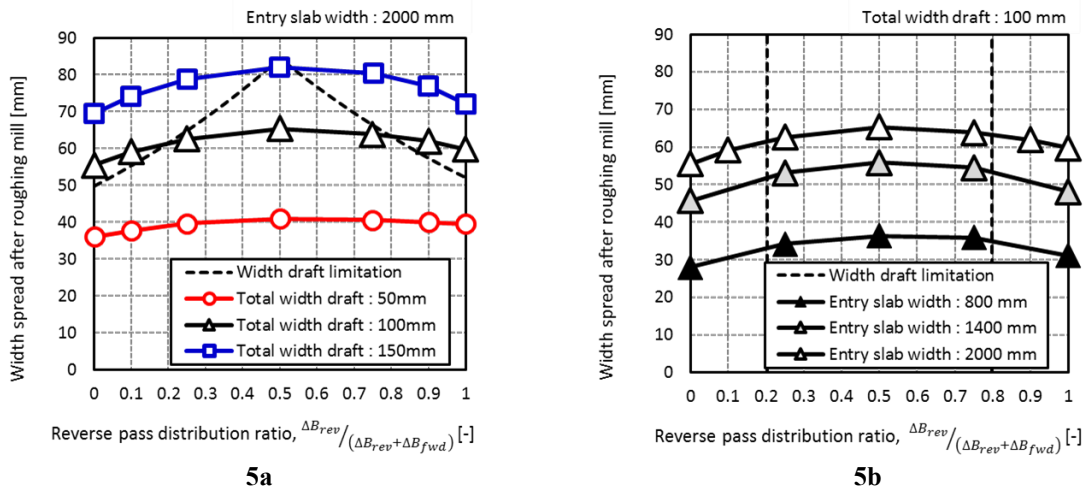 Entry slab width : 2000 mm
Width spread after roughing mill [mm]
90
80
70
60
50
40
30
20
10
0
Width draft limitation
Total width draft : 50mm
Total width draft : 100mm
Total width draft : 150mm
0 0.1 0.2 0.3 0.4 0.5 0.6 0.7 0.8 0.9 1
Reverse pass distribution ratio, ΔB_rev/(ΔB_rev+ΔB_fwd) [-]
5a
Total width draft : 100 mm
Width spread after roughing mill [mm]
90
80
70
60
50
40
30
20
10
0
Width draft limitation
Entry slab width : 800 mm
Entry slab width : 1400 mm
Entry slab width : 2000 mm
0 0.1 0.2 0.3 0.4 0.5 0.6 0.7 0.8 0.9 1
Reverse pass distribution ratio, ΔB_rev/(ΔB_rev+ΔB_fwd) [-]
5b